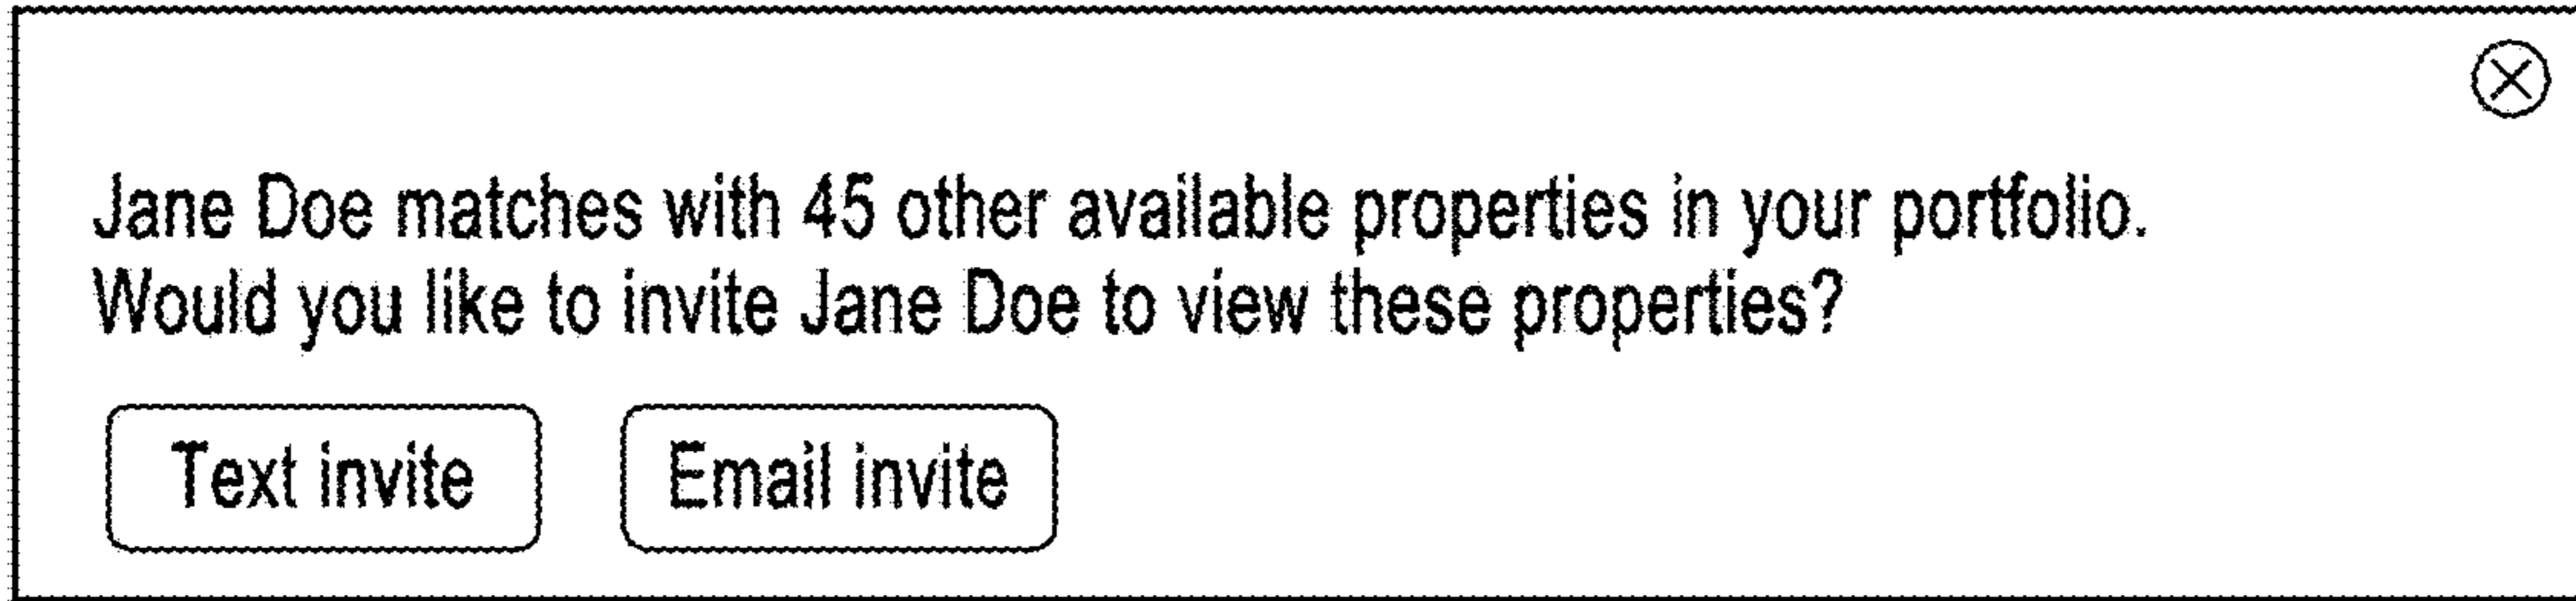 Jane Doe matches with 45 other available properties in your portfolio.
Would you like to invite Jane Doe to view these properties?
Text invite
Email invite